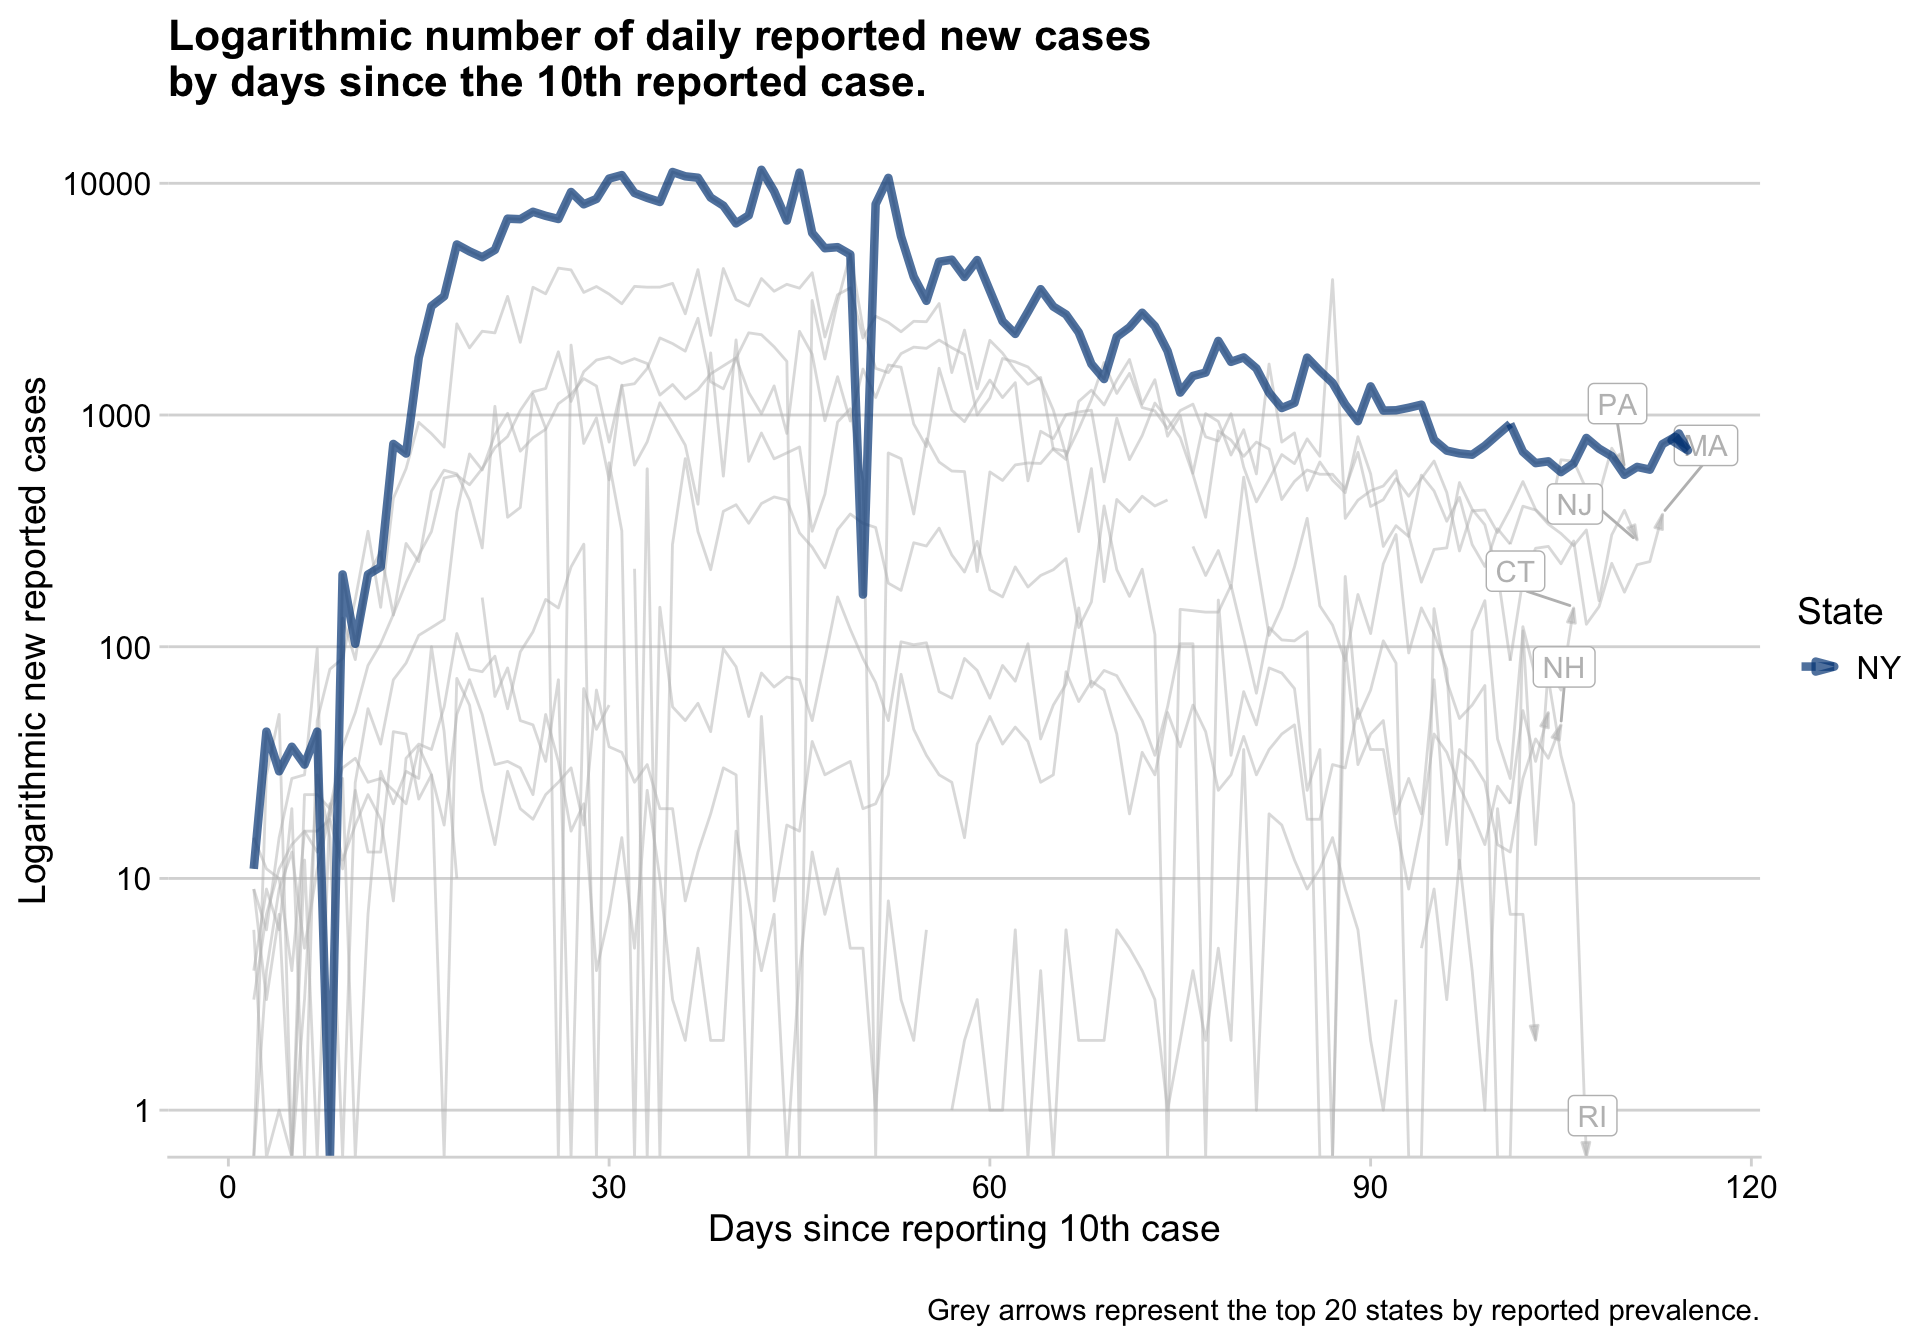 Logarithmic number of daily reported new cases
by days since the 10th reported case.
Logarithmic new reported cases
10000
1000
100
10
1
PA
MA
NJ
CT
NH
RI
State
NY
0
30
60
90
120
Days since reporting 10th case
Grey arrows represent the top 20 states by reported prevalence.